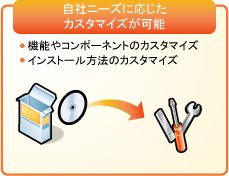 自社ニーズに応じた
カスタマイズが可能
● 機能やコンポーネントのカスタマイズ
● インストール方法のカスタマイズ